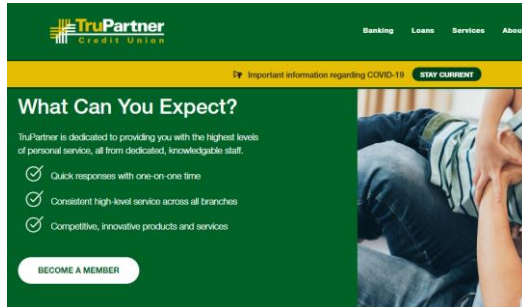 TruPartner
Credit Union
Banking Loans Services Abou
Important information regarding COVID-19 STAY CURRENT
What Can You Expect?
TruPartner is dedicated to providing you with the highest levels
of personal service, all from dedicated, knowledgable staff.
Quick responses with one-on-one time
Consistent high-level service across all branches
Competitive, innovative products and services
BECOME A MEMBER